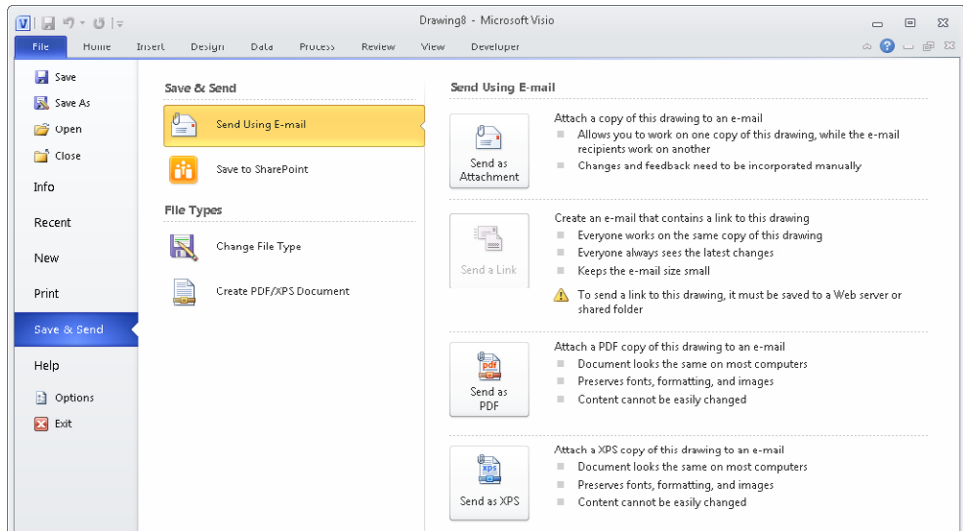 Drawing8 - Microsoft Visio
File Home Insert Design Data Process Review View Developer
Save
Save As
Open
Close
Info
Recent
New
Print
Save & Send
Help
Options
Exit
Save & Send
Send Using E-mail
Save to SharePoint
File Types
Change File Type
Create PDF/XPS Document
Send Using E-mail
Send as
Attachment
Attach a copy of this drawing to an e-mail
Allows you to work on one copy of this drawing, while the e-mail
recipients work on another
Changes and feedback need to be incorporated manually
Send a Link
Create an e-mail that contains a link to this drawing
Everyone works on the same copy of this drawing
Everyone always sees the latest changes
Keeps the e-mail size small
To send a link to this drawing, it must be saved to a Web server or
shared folder
pdf
Send as
PDF
Attach a PDF copy of this drawing to an e-mail
Document looks the same on most computers
Preserves fonts, formatting, and images
Content cannot be easily changed
xps
Send as XPS
Attach a XPS copy of this drawing to an e-mail
Document looks the same on most computers
Preserves fonts, formatting, and images
Content cannot be easily changed